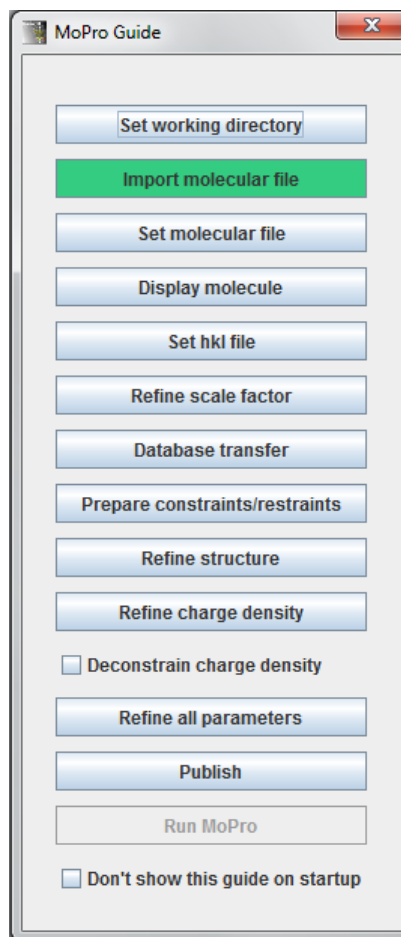 MoPro Guide
Set working directory
Import molecular file
Set molecular file
Display molecule
Set hkl file
Refine scale factor
Database transfer
Prepare constraints/restraints
Refine structure
Refine charge density
Deconstrain charge density
Refine all parameters
Publish
Run MoPro
Don't show this guide on startup